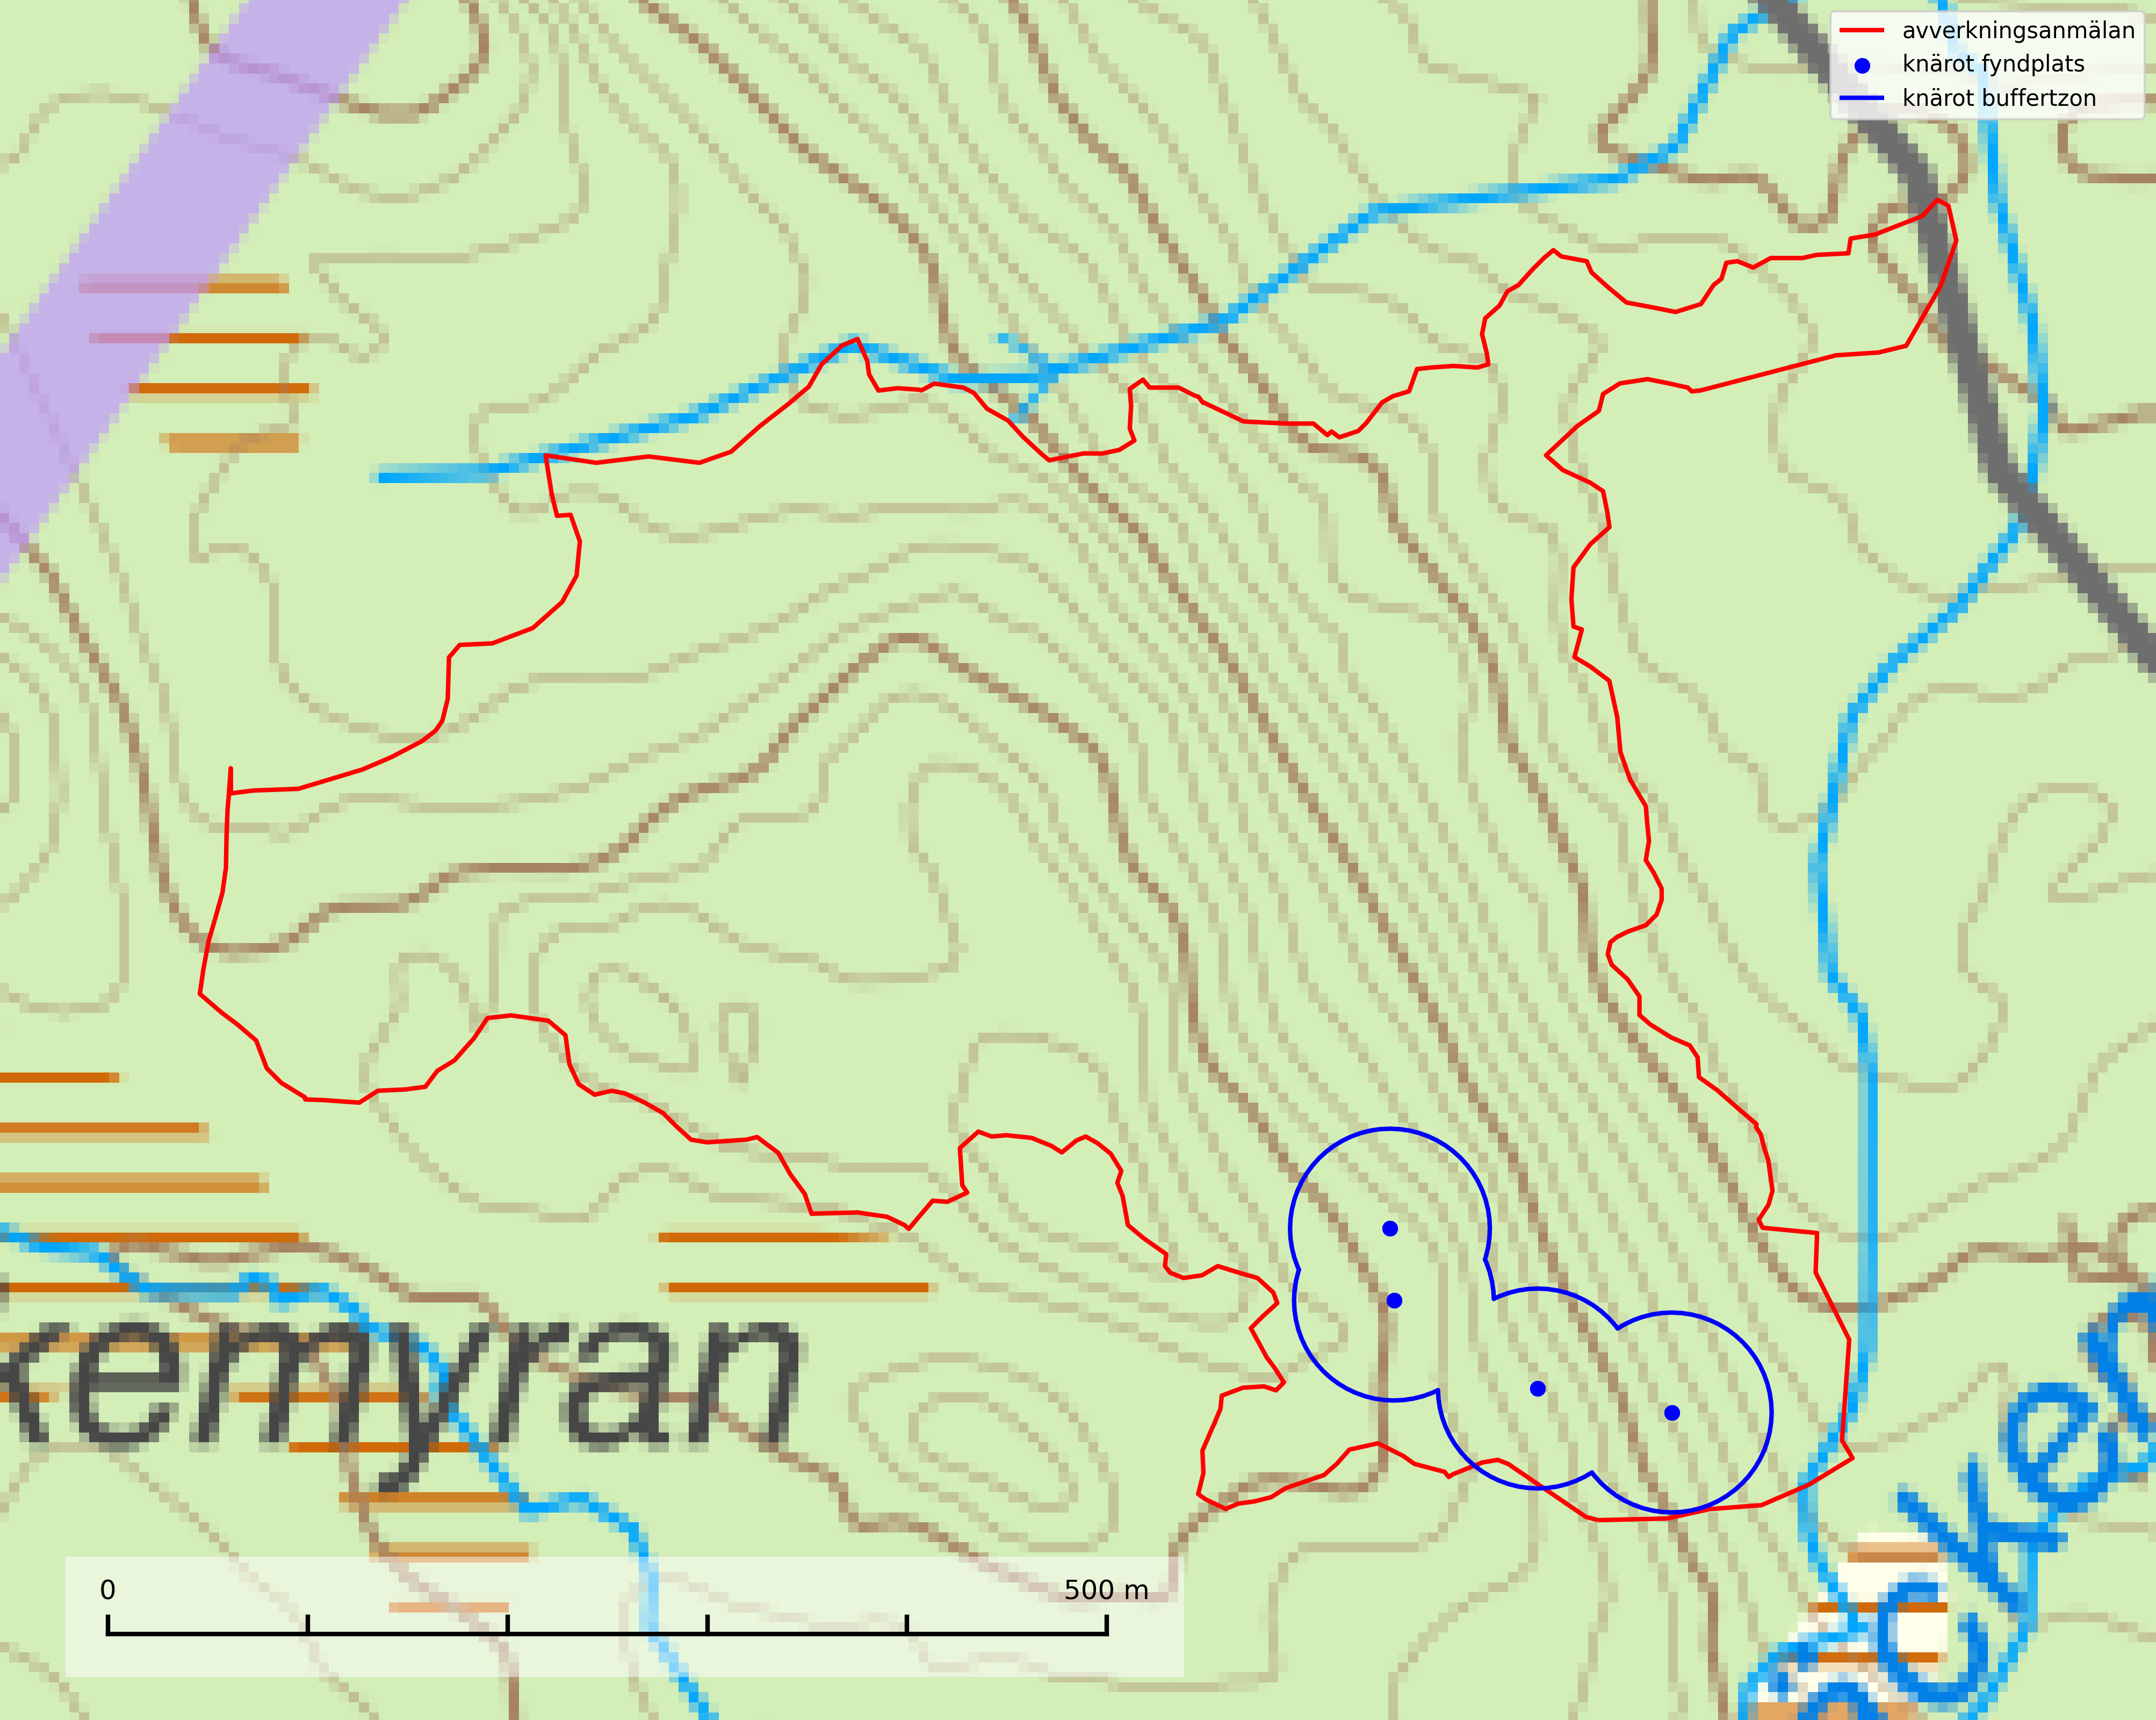 avverkningsanmälan
knärot fyndplats
knärot buffertzon
kemyran
0 500 m